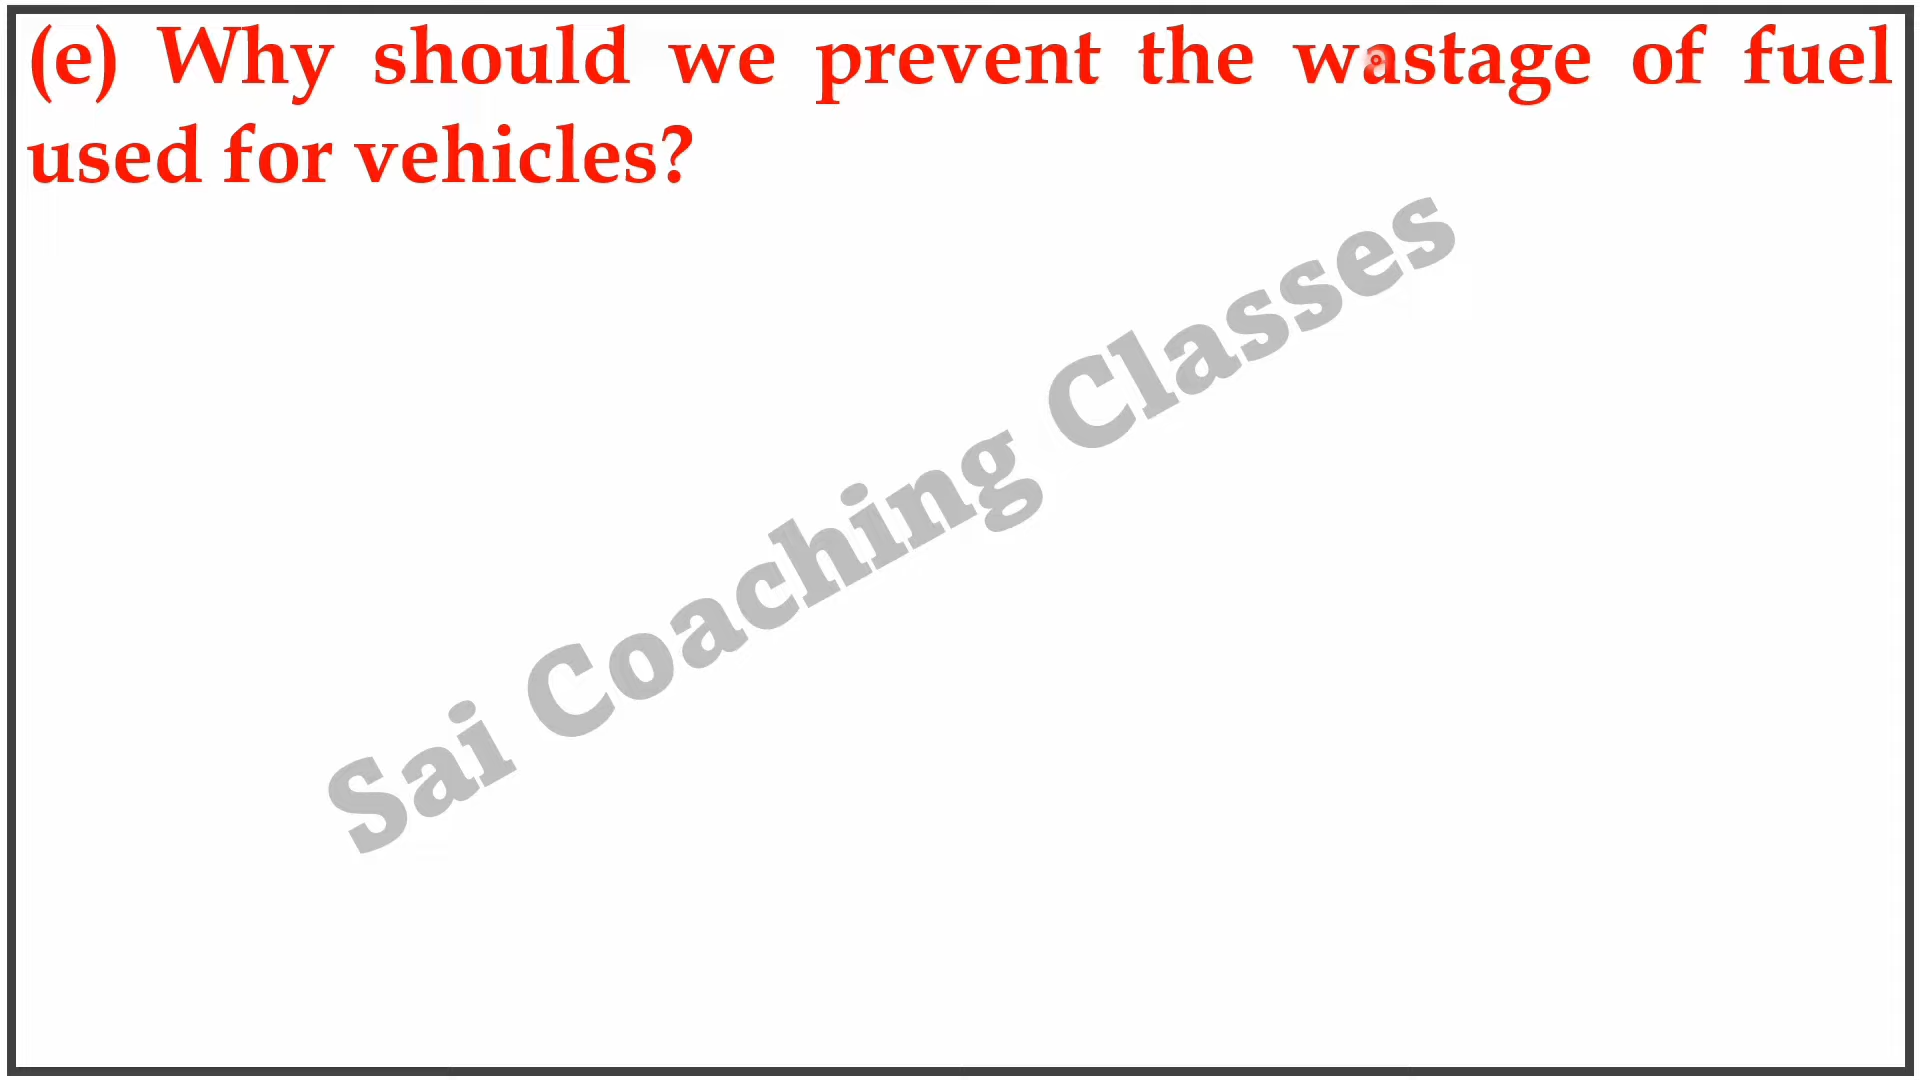 (e) Why should we prevent the wastage of fuel
used for vehicles?
Sai Coaching Classes